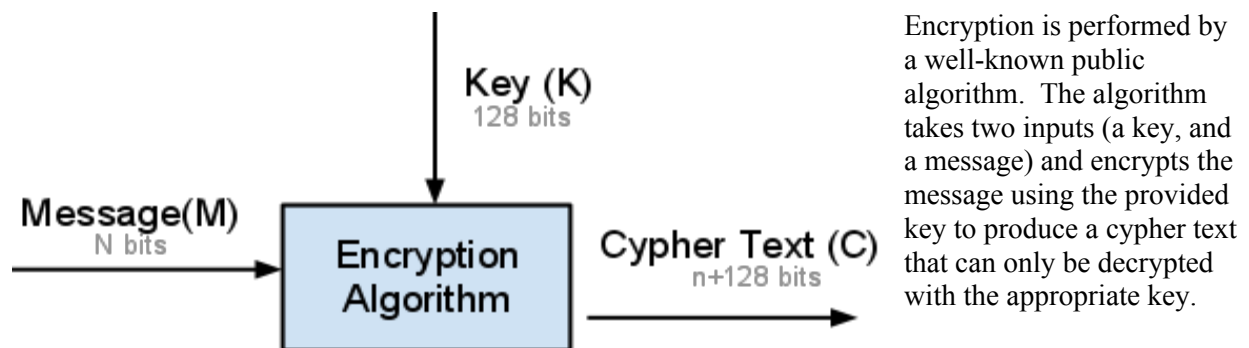 Key (K)
128 bits
Message(M)
N bits
Encryption
Algorithm
Cypher Text (C)
n+128 bits
Encryption is performed by
a well-known public
algorithm. The algorithm
takes two inputs (a key, and
a message) and encrypts the
message using the provided
key to produce a cypher text
that can only be decrypted
with the appropriate key.